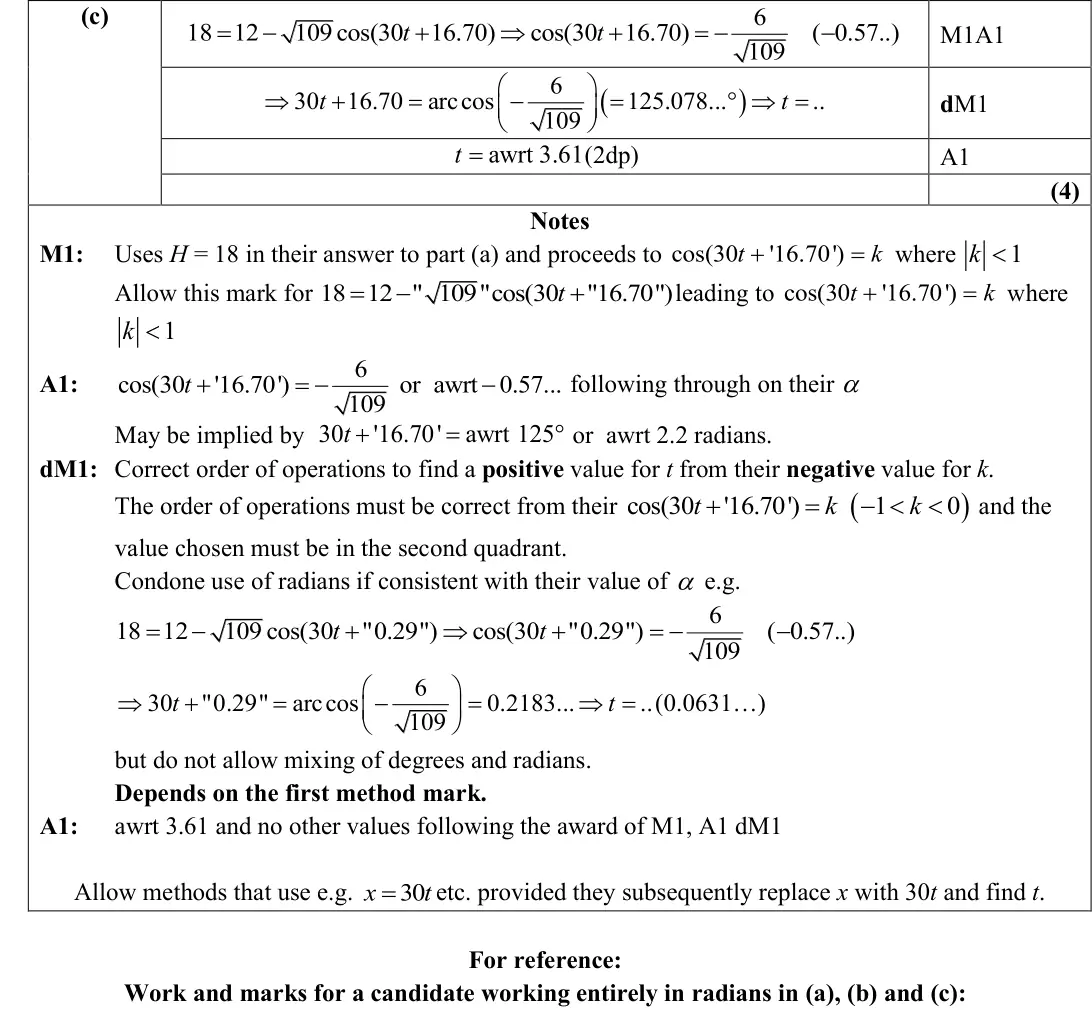 (c) 18 = 12 − √109 cos(30t + 16.70) ⇒ cos(30t + 16.70) = − 6/√109 (−0.57..) M1A1
⇒ 30t + 16.70 = arccos(− 6/√109)(= 125.078...°) ⇒ t = .. dM1
t = awrt 3.61(2dp) A1
(4)
Notes
M1: Uses H = 18 in their answer to part (a) and proceeds to cos(30t + '16.70') = k where |k| < 1
Allow this mark for 18 = 12 − "√109" cos(30t + "16.70") leading to cos(30t + '16.70') = k where
|k| < 1
A1: cos(30t + '16.70') = − 6/√109 or awrt − 0.57... following through on their α
May be implied by 30t + '16.70' = awrt 125° or awrt 2.2 radians.
dM1: Correct order of operations to find a positive value for t from their negative value for k.
The order of operations must be correct from their cos(30t + '16.70') = k (−1 < k < 0) and the
value chosen must be in the second quadrant.
Condone use of radians if consistent with their value of α e.g.
18 = 12 − √109 cos(30t + "0.29") ⇒ cos(30t + "0.29") = − 6/√109 (−0.57..)
⇒ 30t + "0.29" = arccos(− 6/√109) = 0.2183... ⇒ t = ..(0.0631…)
but do not allow mixing of degrees and radians.
Depends on the first method mark.
A1: awrt 3.61 and no other values following the award of M1, A1 dM1
Allow methods that use e.g. x = 30t etc. provided they subsequently replace x with 30t and find t.
For reference:
Work and marks for a candidate working entirely in radians in (a), (b) and (c):